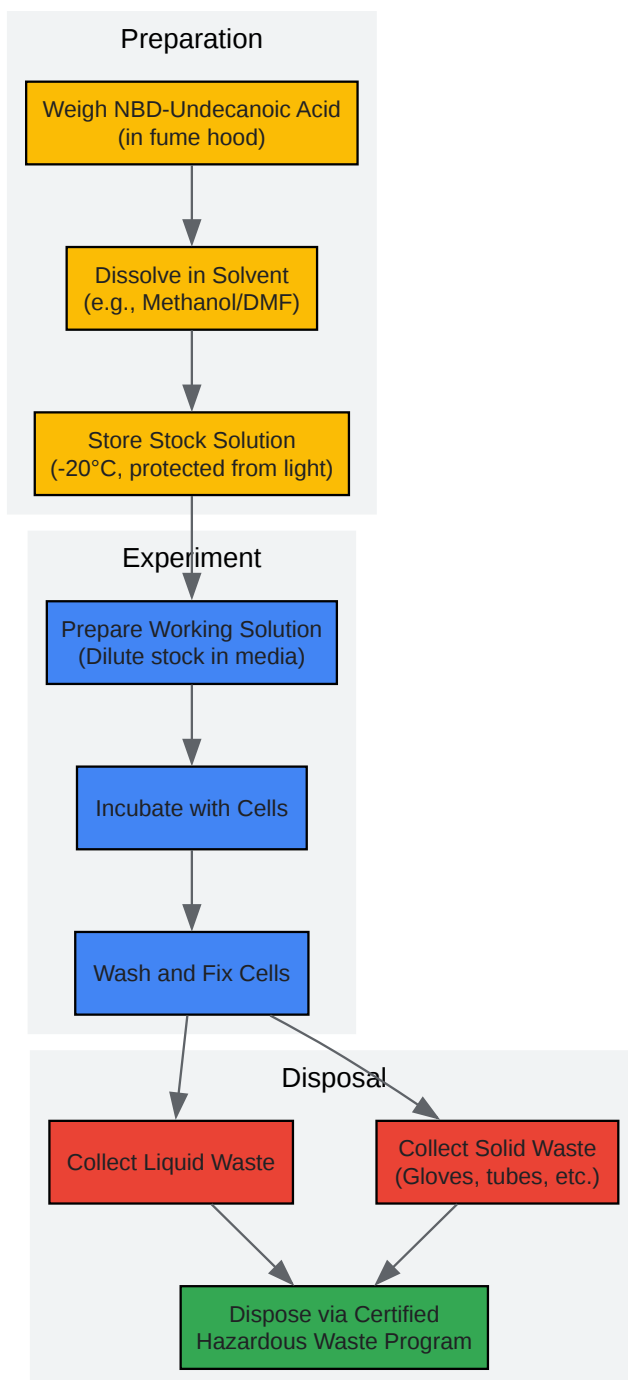 Preparation
Weigh NBD-Undecanoic Acid
(in fume hood)
Dissolve in Solvent
(e.g., Methanol/DMF)
Store Stock Solution
(-20°C, protected from light)
Experiment
Prepare Working Solution
(Dilute stock in media)
Incubate with Cells
Wash and Fix Cells
Disposal
Collect Liquid Waste
Collect Solid Waste
(Gloves, tubes, etc.)
Dispose via Certified
Hazardous Waste Program